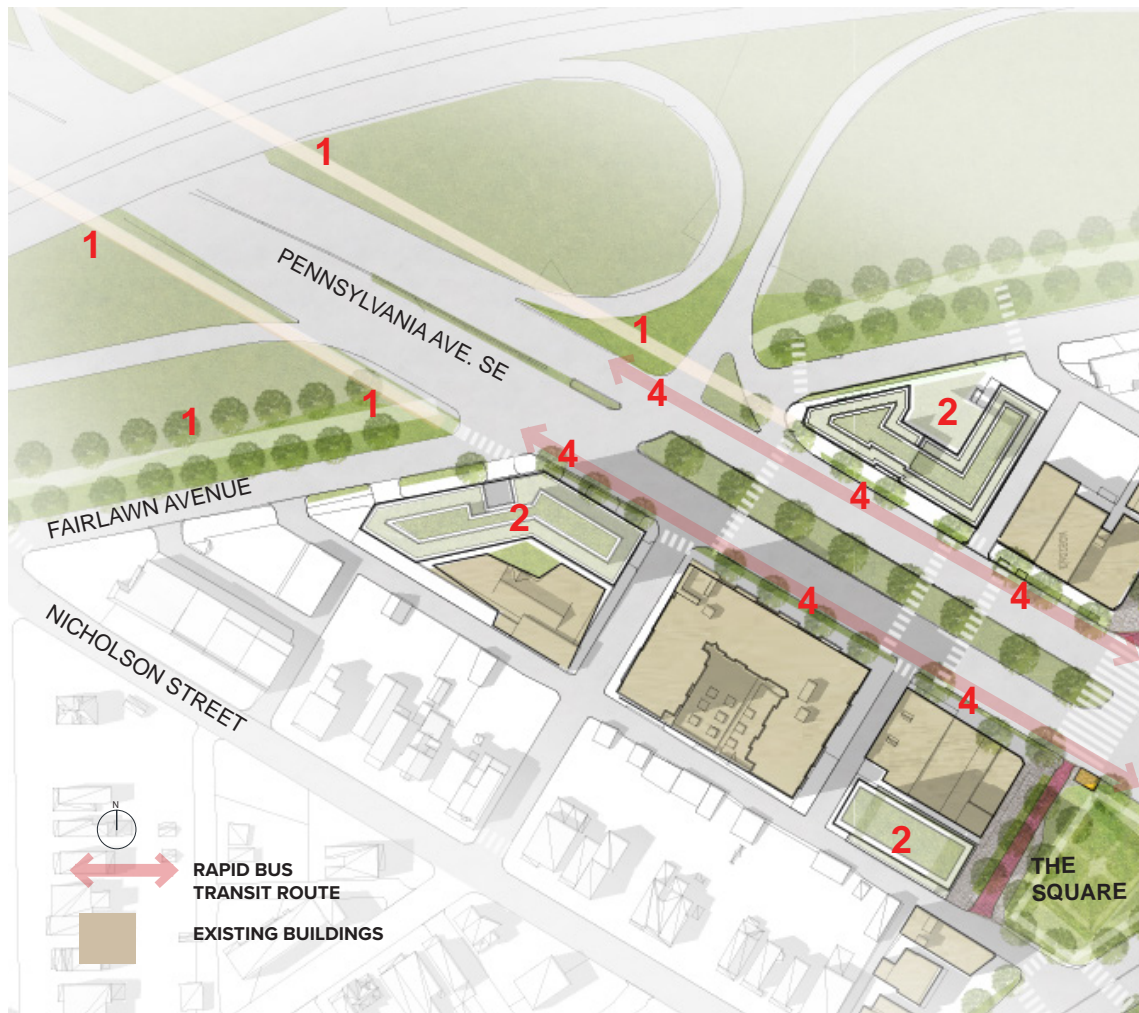 1
1
PENNSYLVANIA AVE. SE
1
4
2
1
1
4
4
FAIRLAWN AVENUE
2
4
4
NICHOLSON STREET
4
N
2
RAPID BUS
TRANSIT ROUTE
THE
SQUARE
EXISTING BUILDINGS